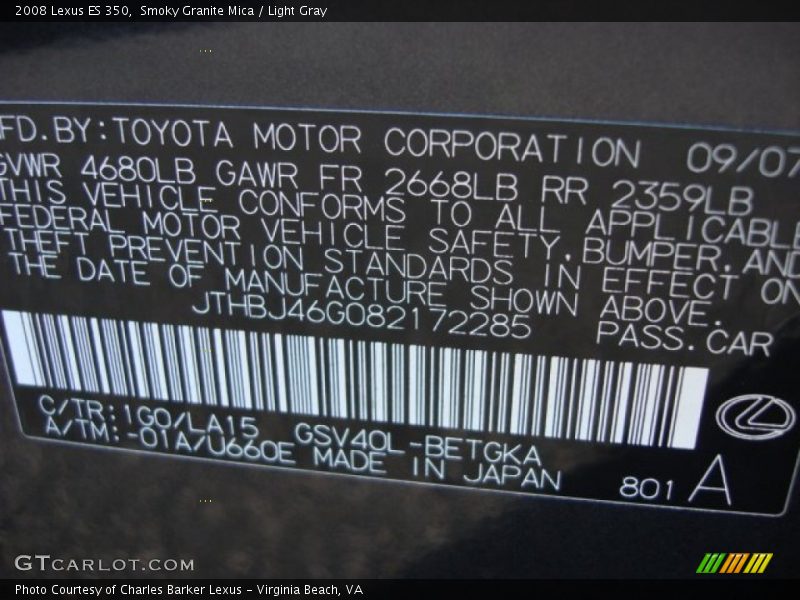 2008 Lexus ES 350,  Smoky Granite Mica / Light Gray
FD.BY:TOYOTA MOTOR CORPORATION 09/07
GVWR 4680LB GAWR FR 2668LB RR 2359LB
THIS VEHICLE CONFORMS TO ALL APPLICABLE
FEDERAL MOTOR VEHICLE SAFETY,BUMPER,AND
THEFT PREVENTION STANDARDS IN EFFECT ON
THE DATE OF MANUFACTURE SHOWN ABOVE.
JTHBJ46G082172285 PASS.CAR
C/TR:1G0/LA15 GSV40L-BETGKA
A/TM:-01A/U660E MADE IN JAPAN
801 A
GTCARLOT.COM
Photo Courtesy of Charles Barker Lexus - Virginia Beach, VA